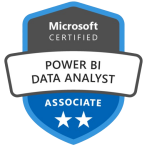 Microsoft
CERTIFIED
POWER BI
DATA ANALYST
ASSOCIATE